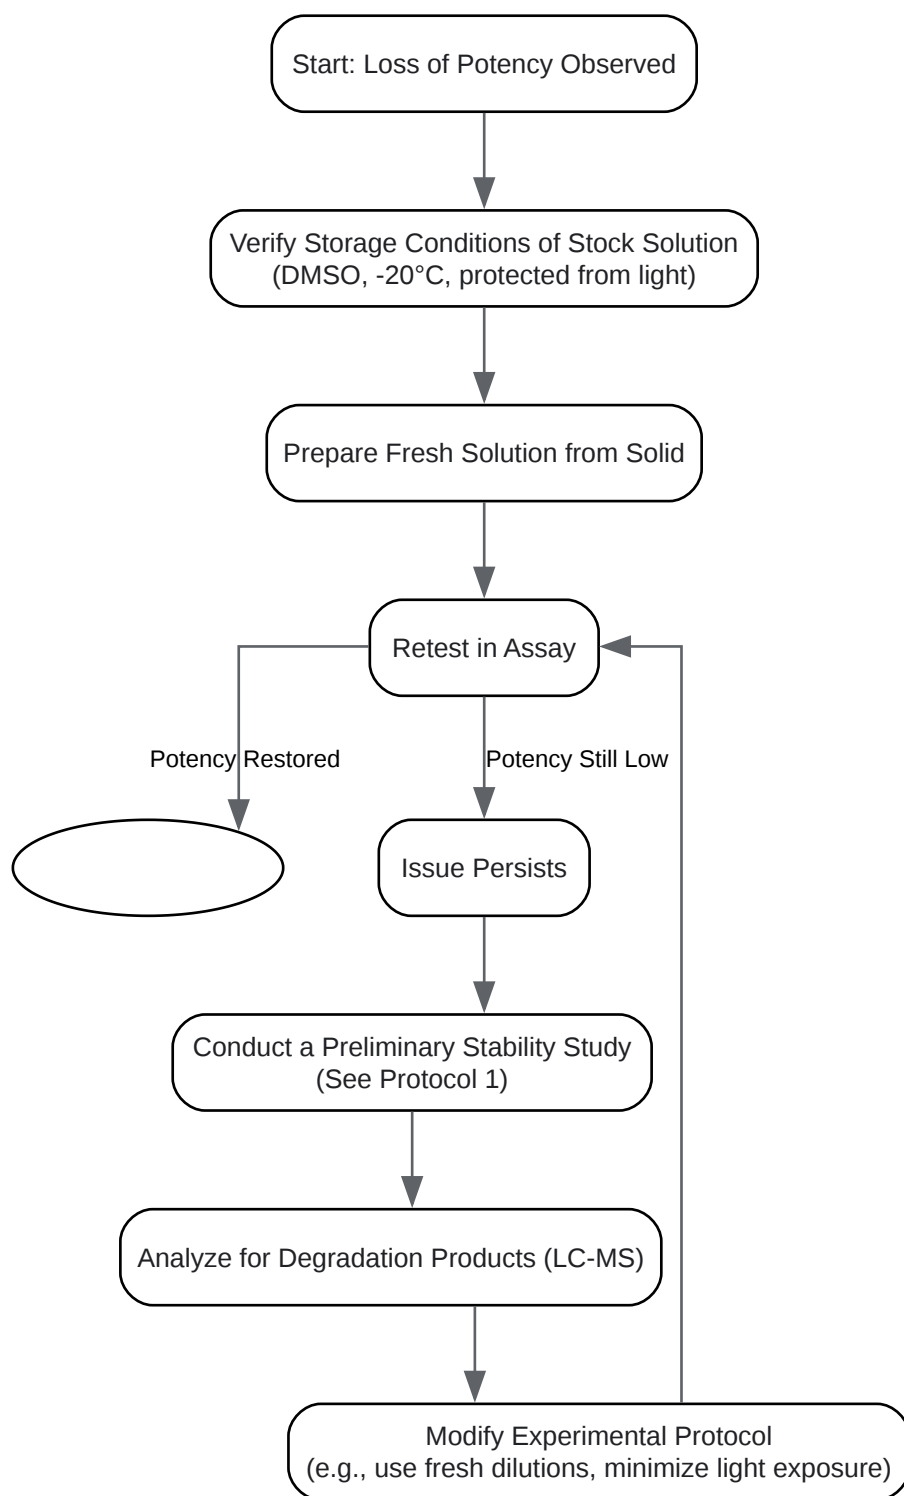 Start: Loss of Potency Observed
Verify Storage Conditions of Stock Solution
(DMSO, -20°C, protected from light)
Prepare Fresh Solution from Solid
Retest in Assay
Potency Restored
Potency Still Low
Issue Persists
Conduct a Preliminary Stability Study
(See Protocol 1)
Analyze for Degradation Products (LC-MS)
Modify Experimental Protocol
(e.g., use fresh dilutions, minimize light exposure)